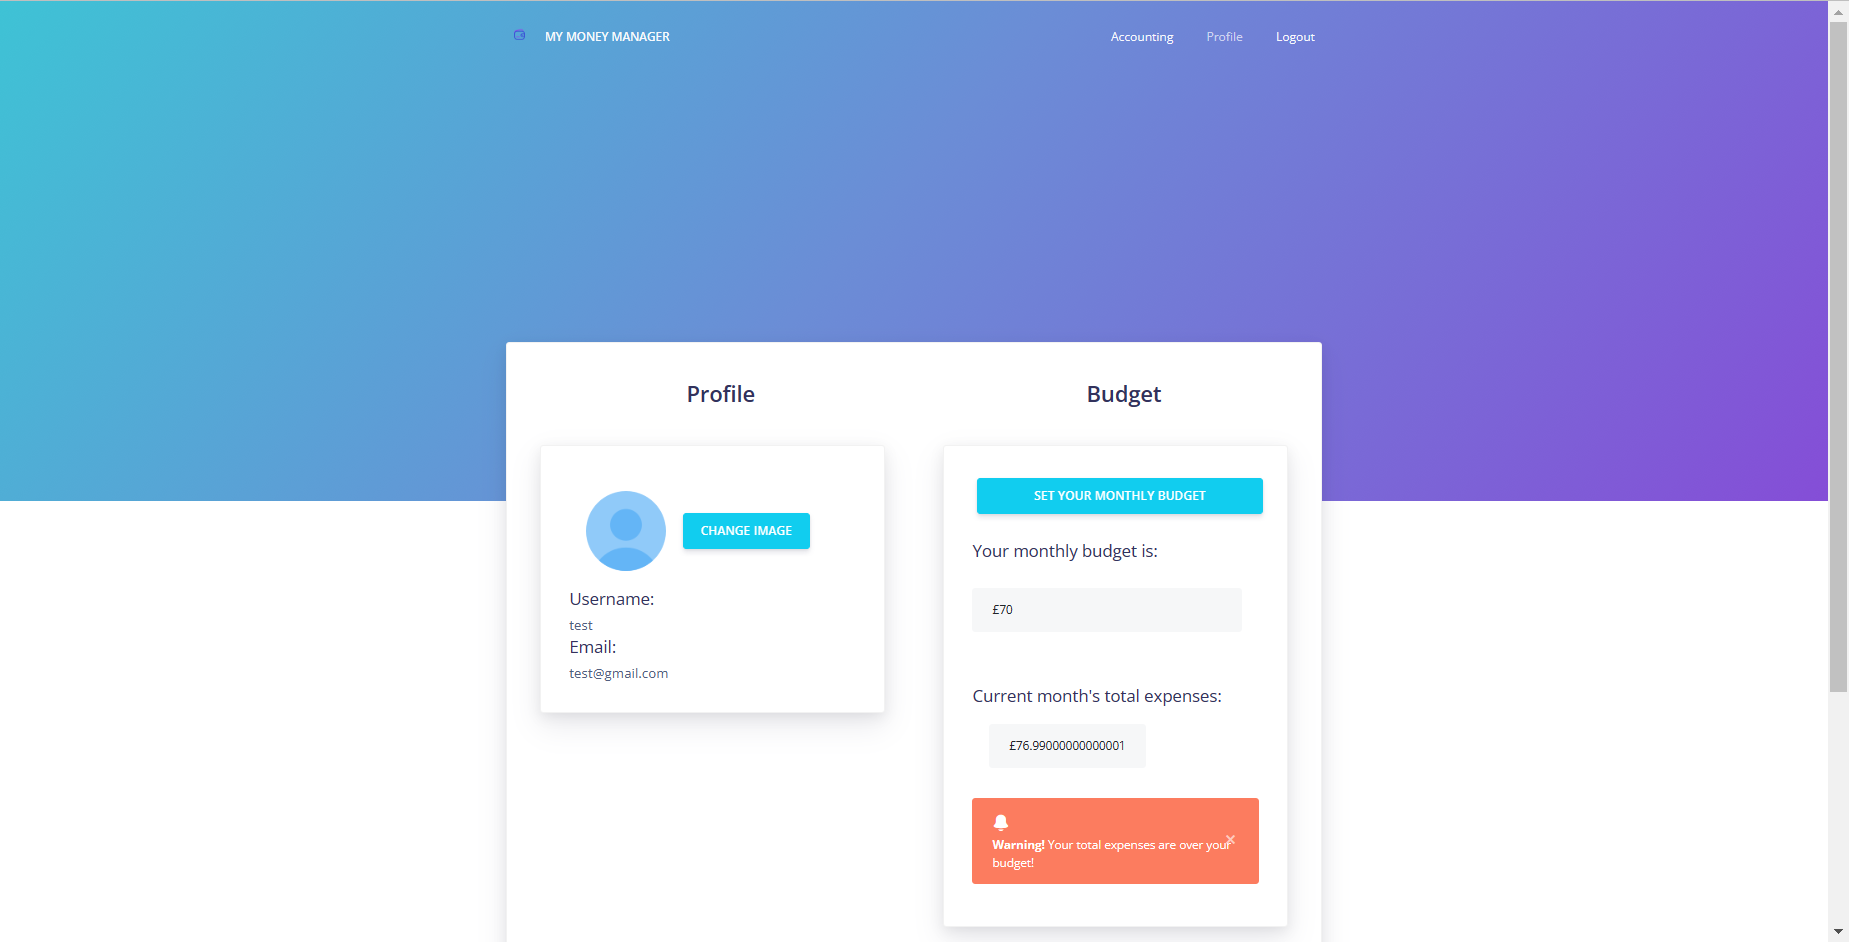 MY MONEY MANAGER
Accounting
Profile
Logout
Profile
CHANGE IMAGE
Username:
test
Email:
test@gmail.com
Budget
SET YOUR MONTHLY BUDGET
Your monthly budget is:
£70
Current month's total expenses:
£76.99000000000001
Warning! Your total expenses are over your
budget!
×